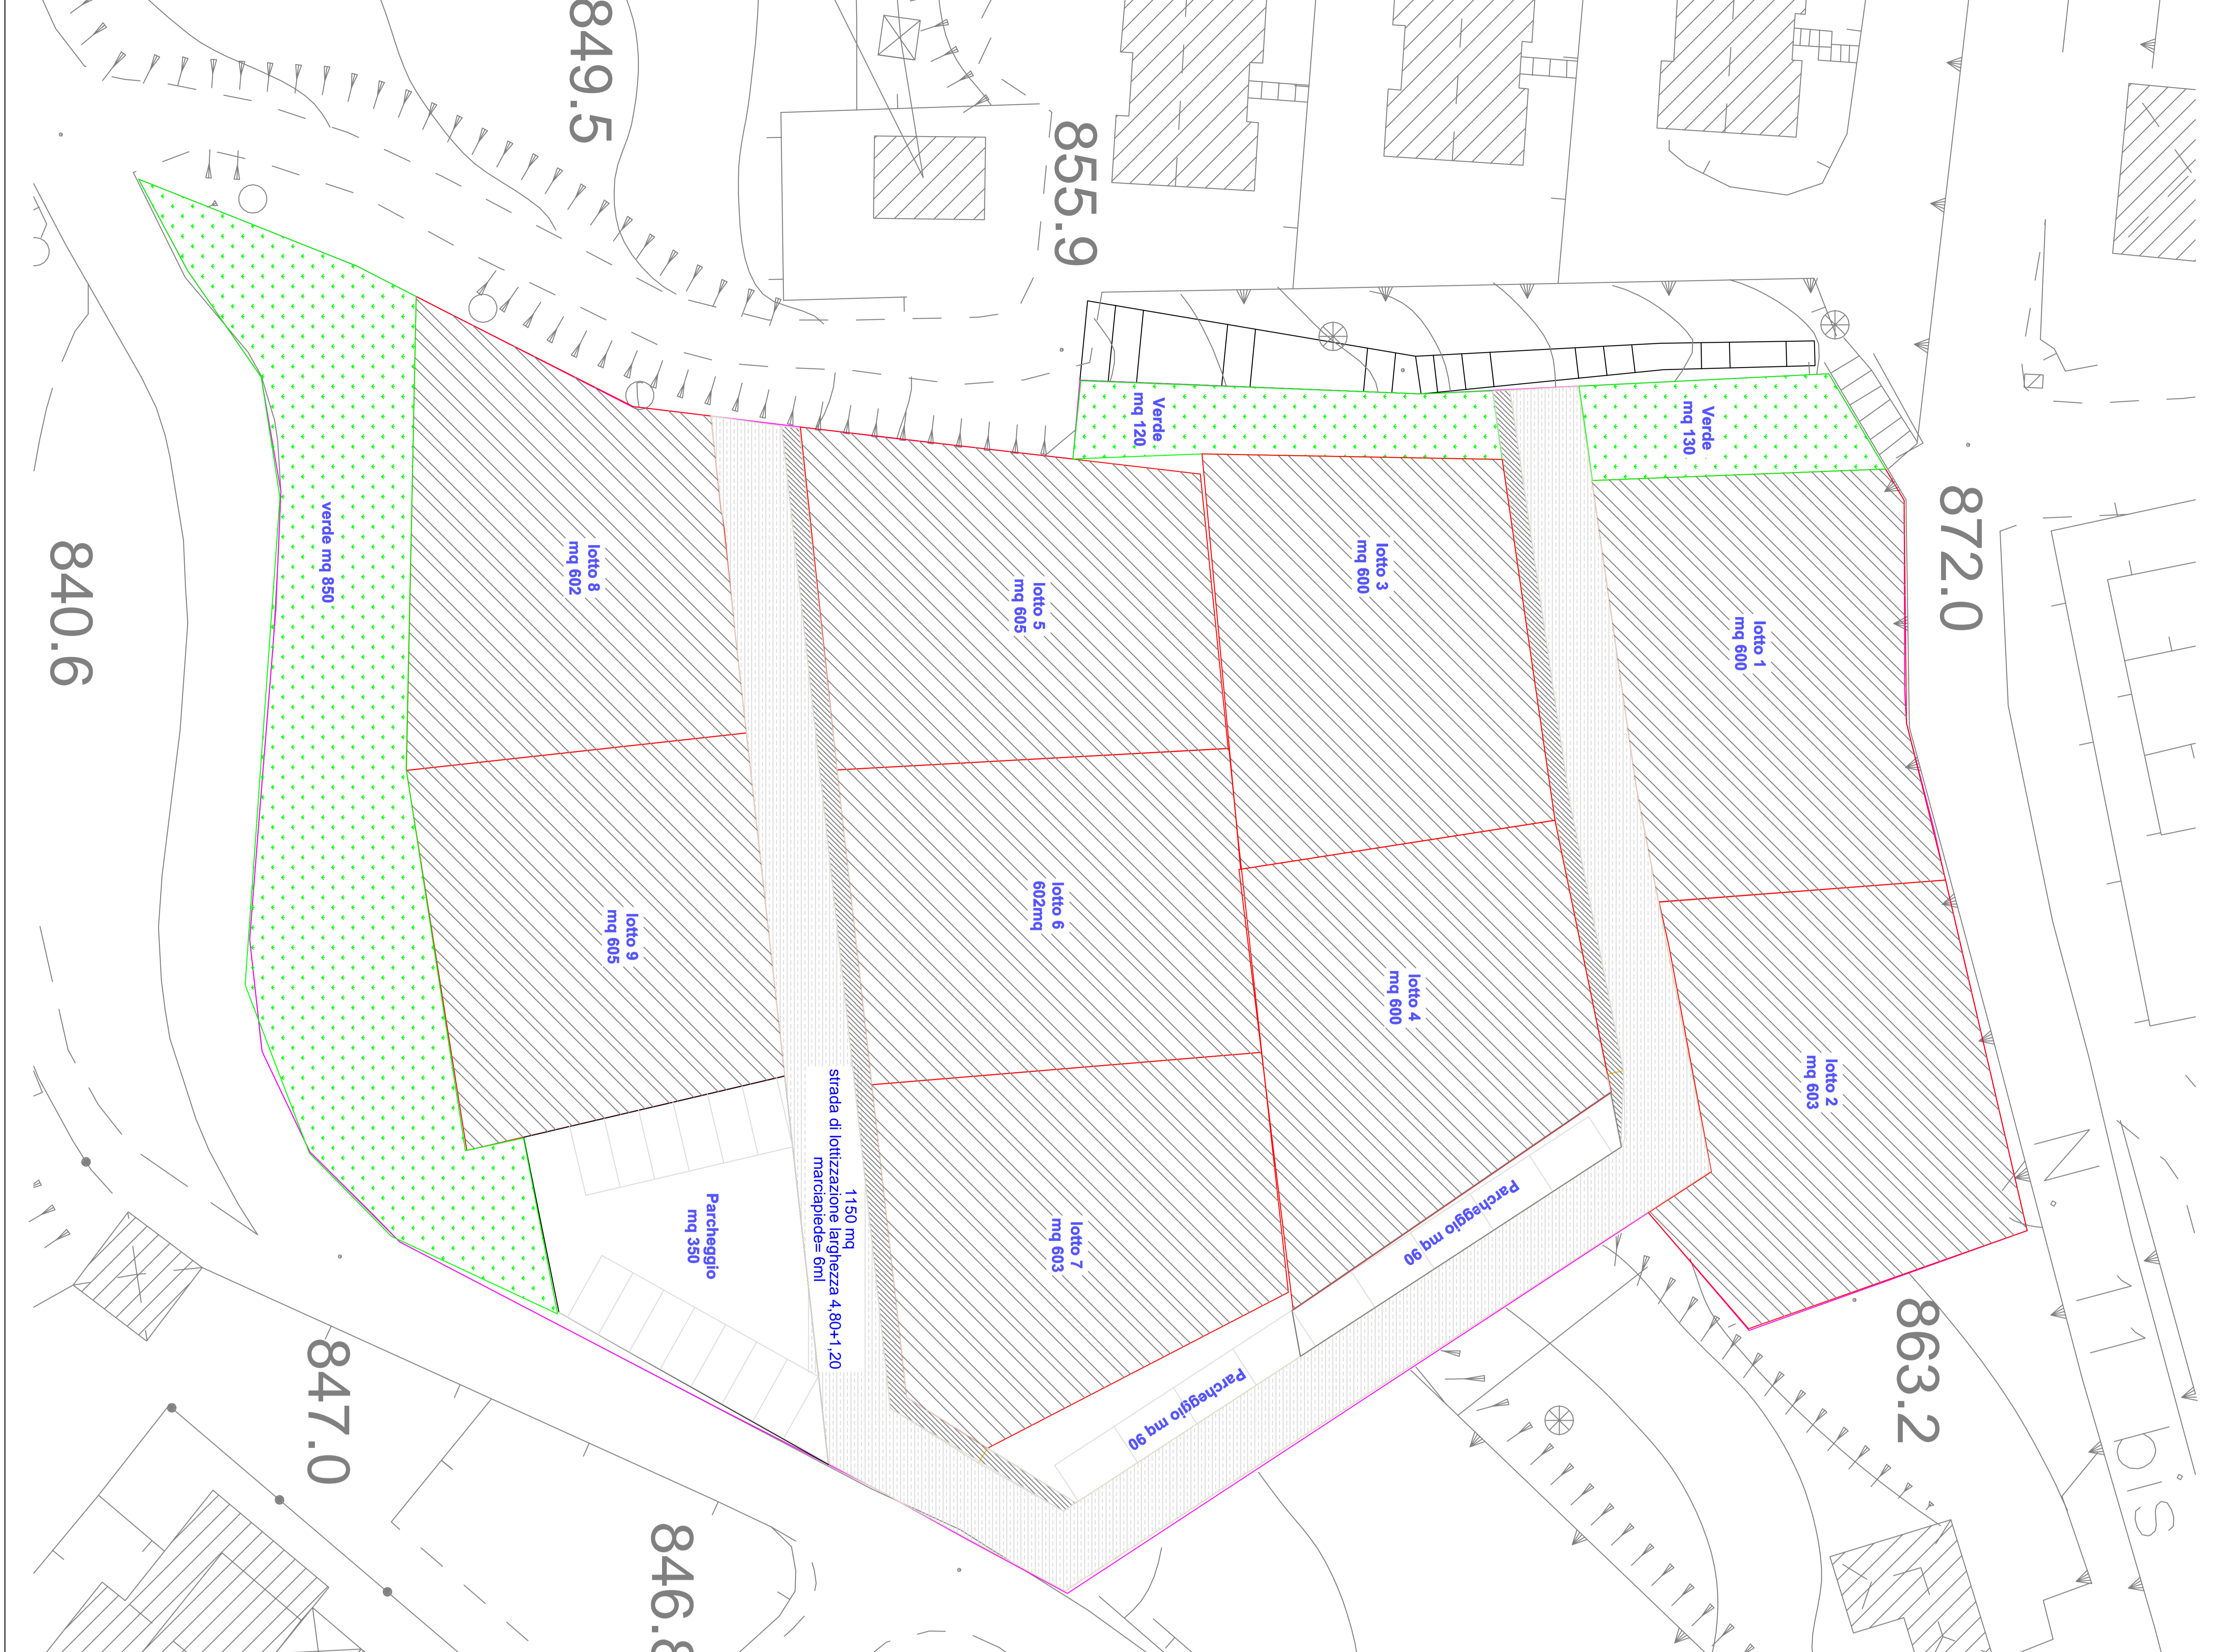 849.5
855.9
872.0
840.6
863.2
847.0
846.8
Verde
mq 120
Verde
mq 130
verde mq 850
lotto 8
mq 602
lotto 5
mq 605
lotto 3
mq 600
lotto 1
mq 600
lotto 9
mq 605
lotto 6
602mq
lotto 4
mq 600
lotto 2
mq 603
lotto 7
mq 603
1150 mq
strada di lottizzazione larghezza 4,80+1,20
marciapiede= 6ml
Parcheggio
mq 350
Parcheggio mq 90
Parcheggio mq 90